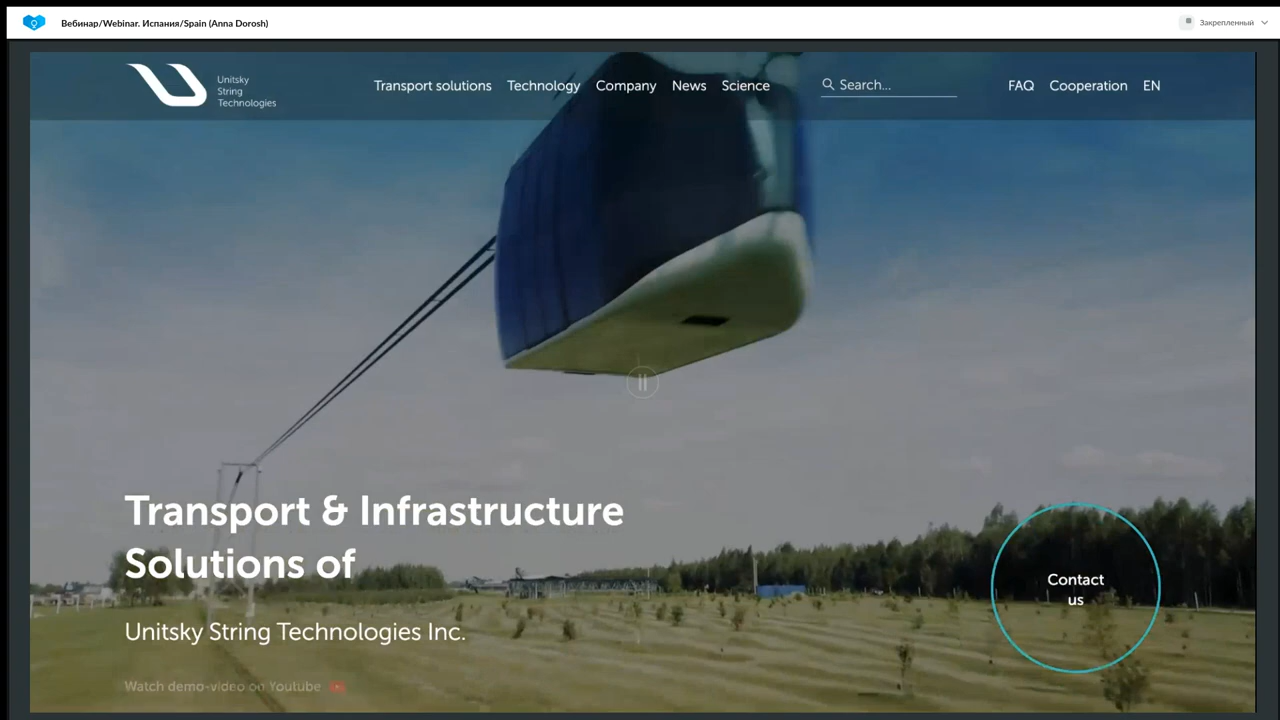 Вебинар/Webinar. Испания/Spain (Anna Dorosh)
Закрепленный
Unitsky
String
Technologies
Transport solutions
Technology
Company
News
Science
Search...
FAQ
Cooperation
EN
Transport & Infrastructure
Solutions of
Unitsky String Technologies Inc.
Contact
us
Watch demo-video on Youtube